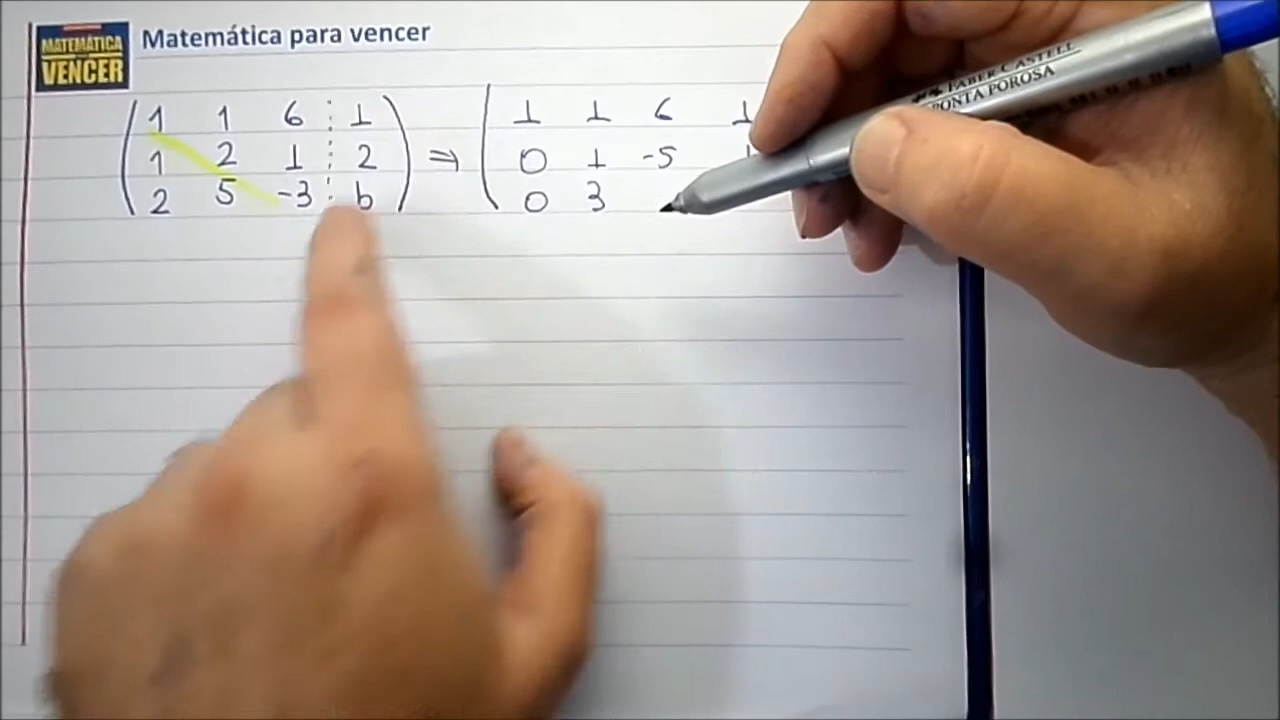 MATEMÁTICA
VENCER
Matemática para vencer
FABER CASTELL
PONTA POROSA
1 1 6 1 1 1 6 1
1 2 1 2 ⇒ 0 1 -5 1
2 5 -3 b 0 3